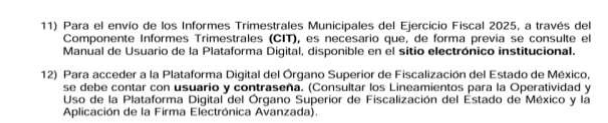 11) Para el envío de los Informes Trimestrales Municipales del Ejercicio Fiscal 2025, a través del
Componente Informes Trimestrales (CIT), es necesario que, de forma previa se consulte el
Manual de Usuario de la Plataforma Digital, disponible en el sitio electrónico institucional.
12) Para acceder a la Plataforma Digital del Órgano Superior de Fiscalización del Estado de México,
se debe contar con usuario y contraseña. (Consultar los Lineamientos para la Operatividad y
Uso de la Plataforma Digital del Órgano Superior de Fiscalización del Estado de México y la
Aplicación de la Firma Electrónica Avanzada).